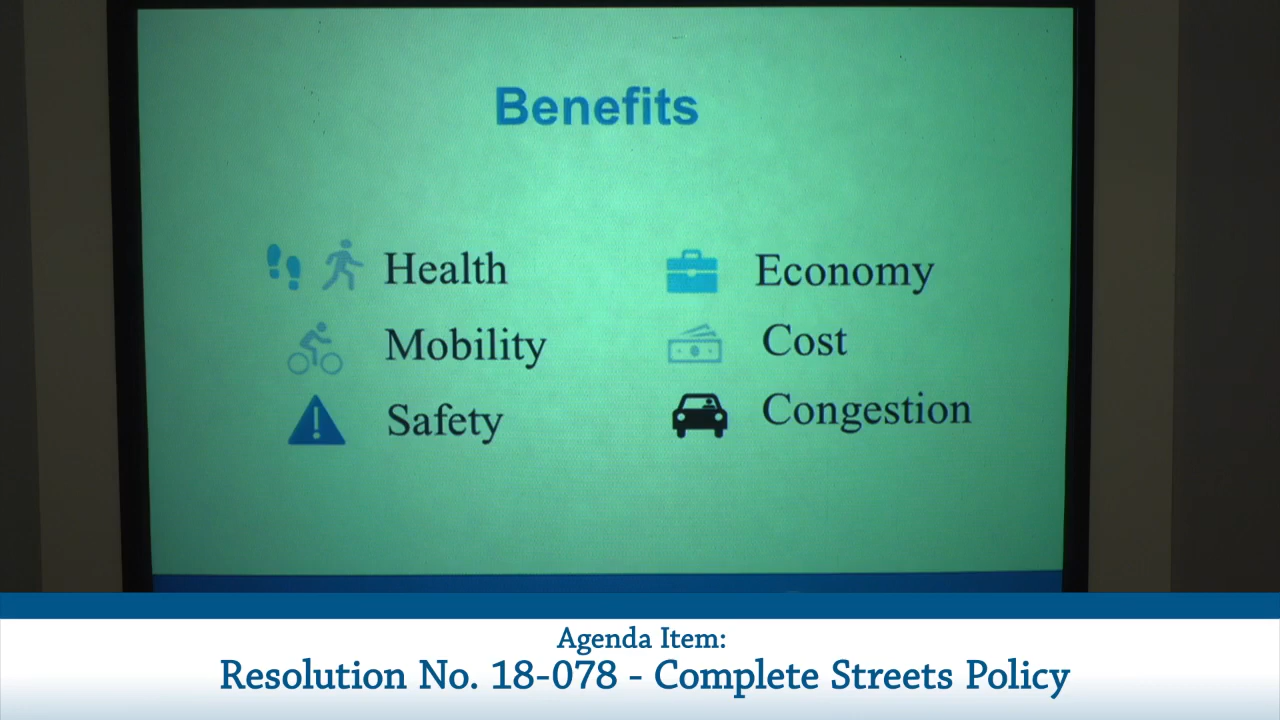 Benefits
Health
Mobility
Safety
Economy
Cost
Congestion
Agenda Item:
Resolution No. 18-078 - Complete Streets Policy